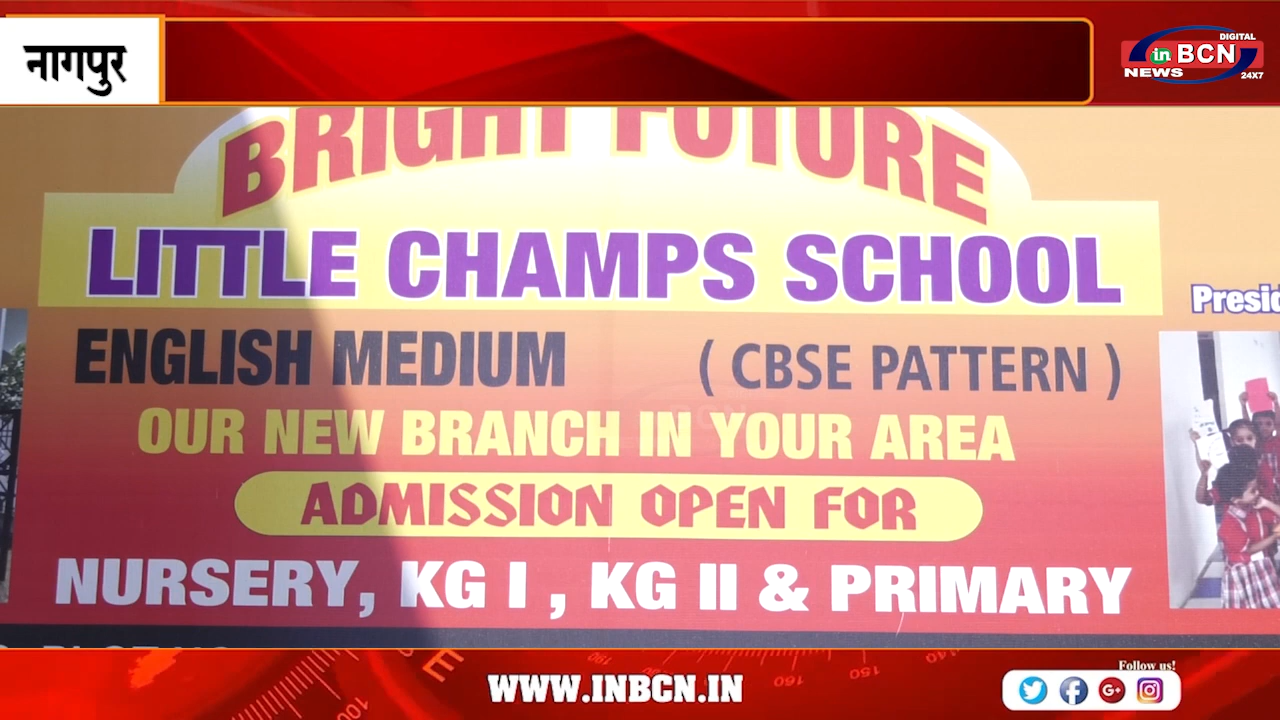 नागपुर
DIGITAL
in BCN
NEWS 24X7
BRIGHT FUTURE
LITTLE CHAMPS SCHOOL
ENGLISH MEDIUM ( CBSE PATTERN )
OUR NEW BRANCH IN YOUR AREA
ADMISSION OPEN FOR
NURSERY, KG I , KG II & PRIMARY
WWW.INBCN.IN
Follow us!